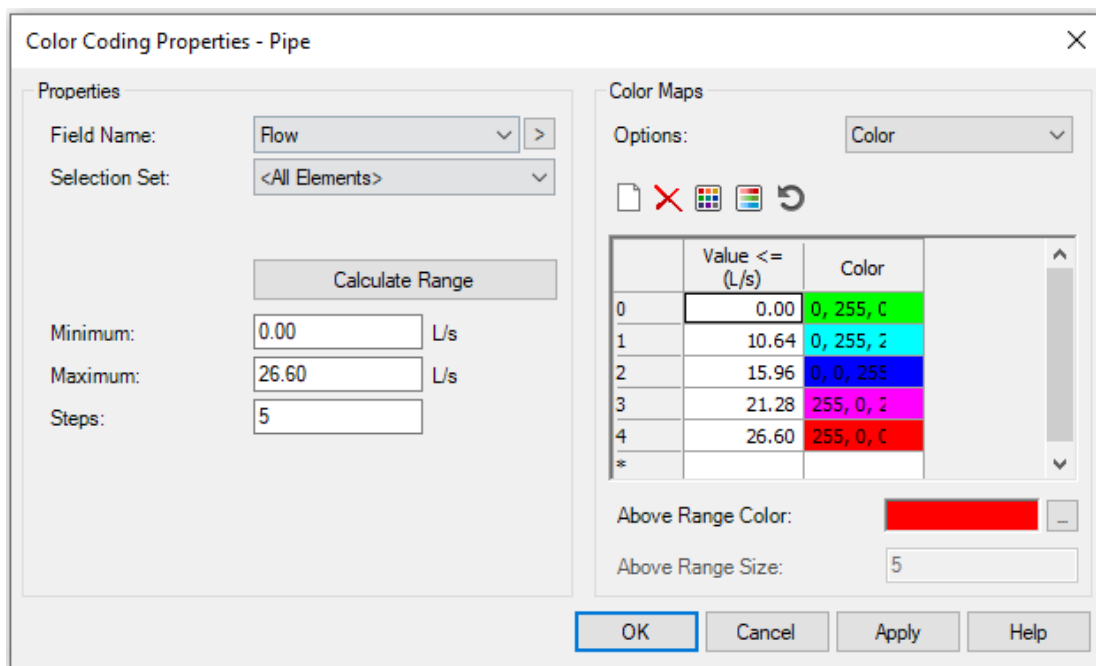 Color Coding Properties - Pipe
Properties
Field Name: Flow >
Selection Set: <All Elements>
Calculate Range
Minimum: 0.00 L/s
Maximum: 26.60 L/s
Steps: 5
Color Maps
Options: Color
Value <= (L/s) Color
0 0.00 0, 255, 0
1 10.64 0, 255, 2
2 15.96 0, 0, 255
3 21.28 255, 0, 2
4 26.60 255, 0, 0
*
Above Range Color: ...
Above Range Size: 5
OK Cancel Apply Help